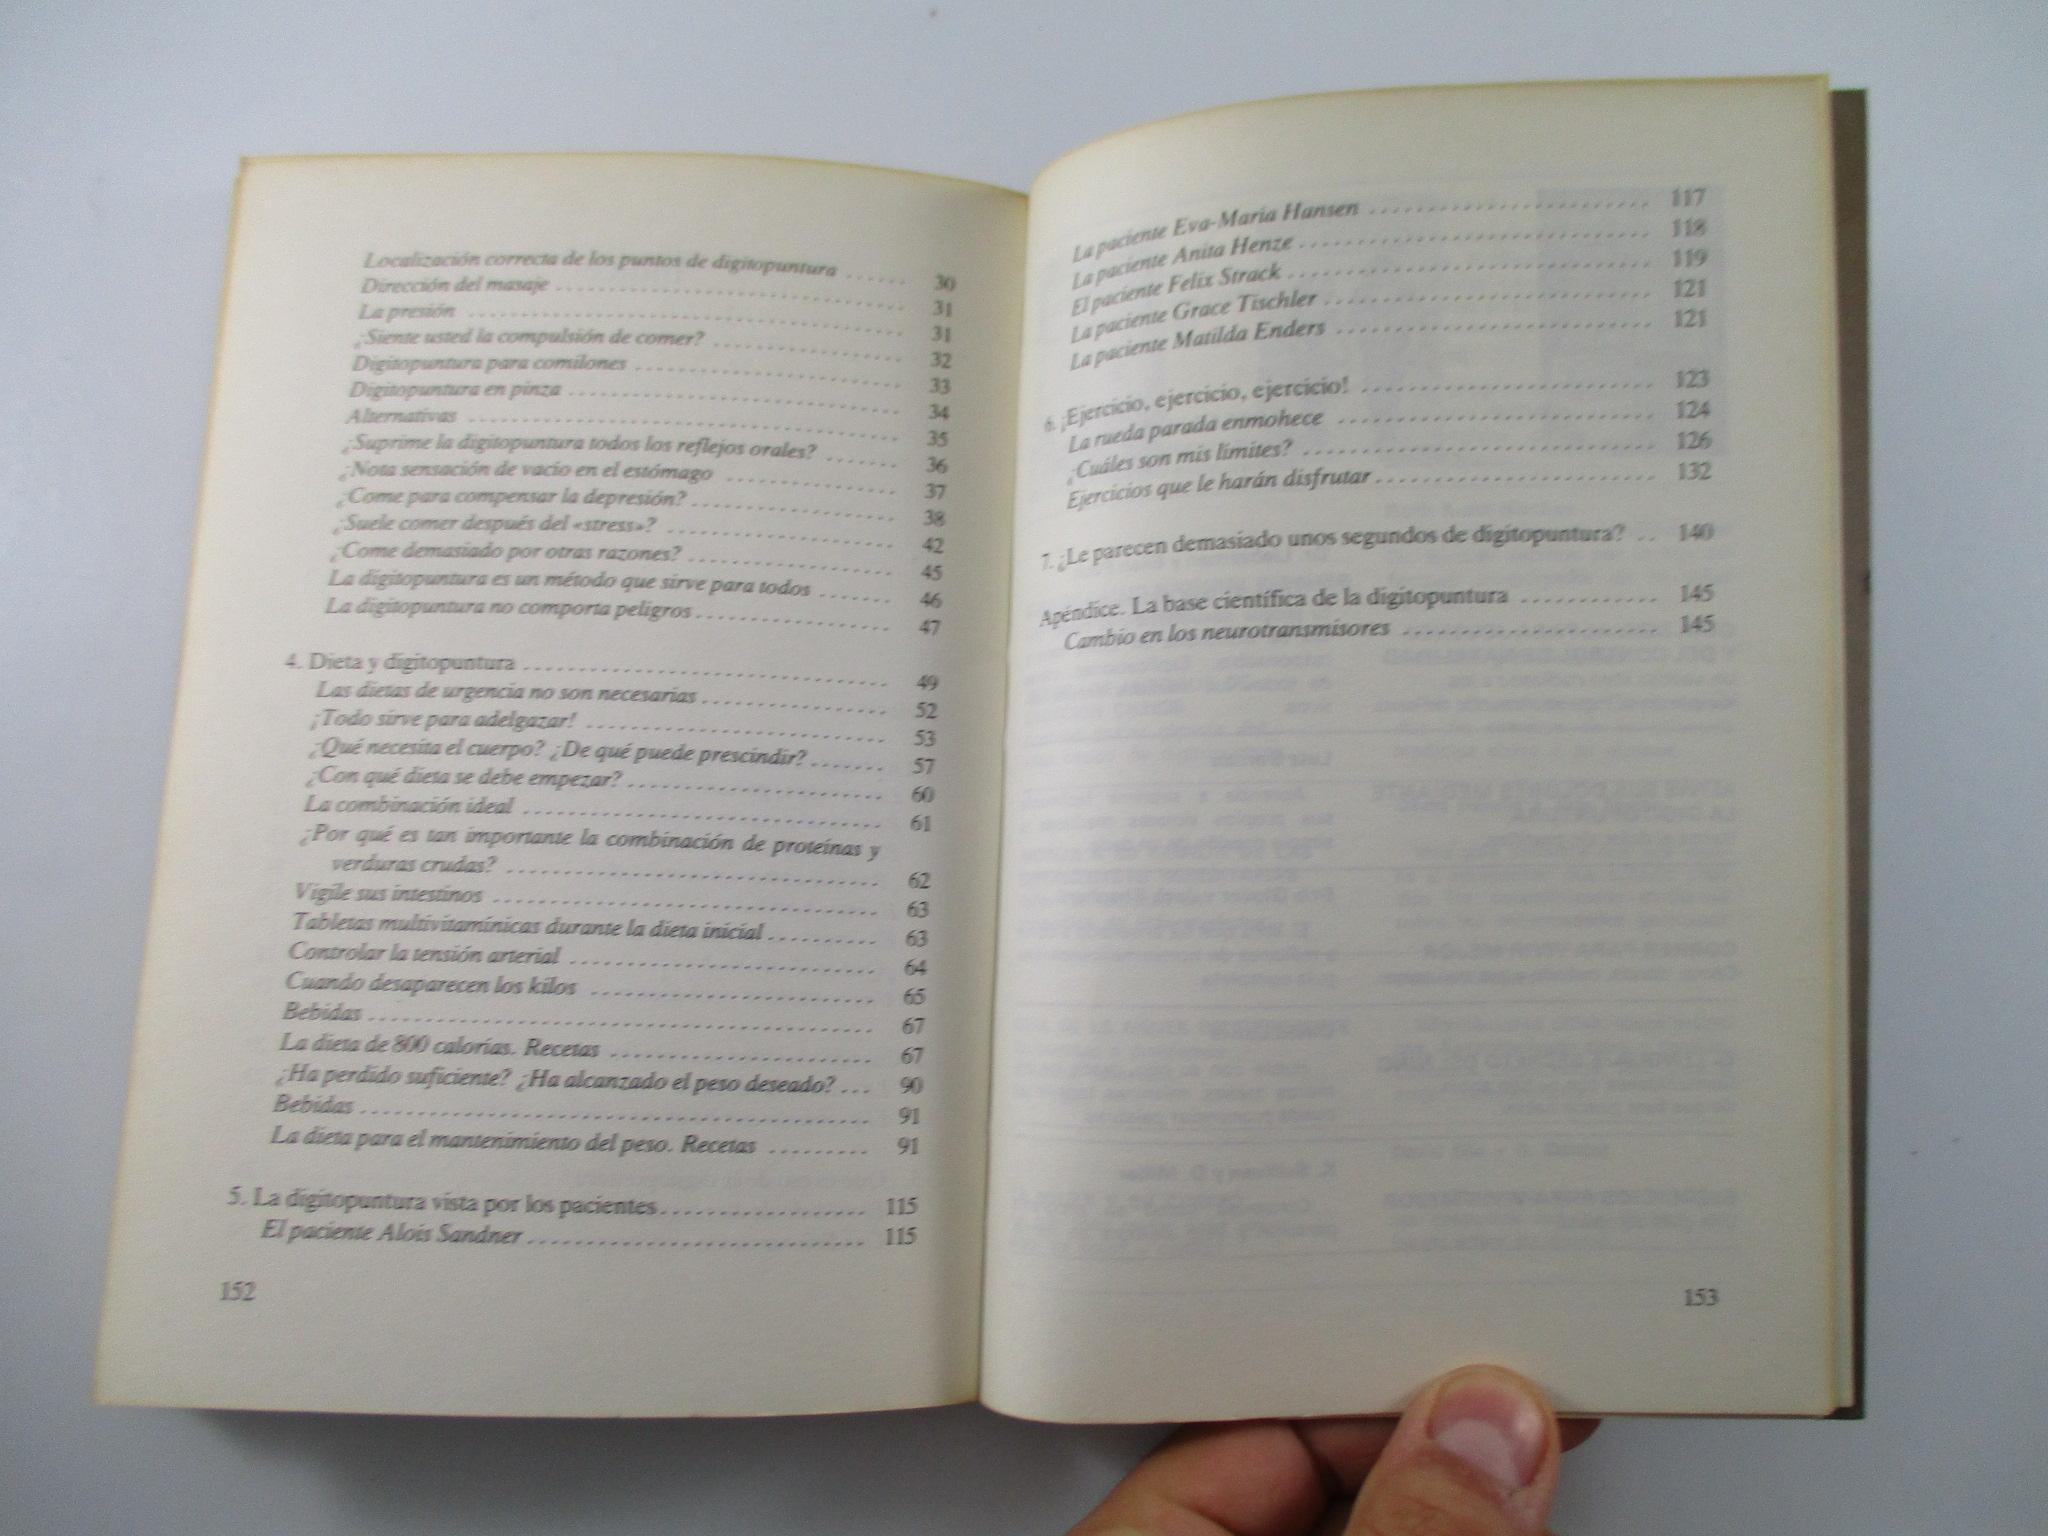 Localización correcta de los puntos de digitopuntura ...... 30
Dirección del masaje ........ 31
La presión ........ 31
¿Siente usted la compulsión de comer? ........ 32
Digitopuntura para comilones ........ 33
Digitopuntura en pinza ........ 34
Alternativas ........ 35
¿Suprime la digitopuntura todos los reflejos orales? ........ 36
¿Nota sensación de vacío en el estómago ........ 37
¿Come para compensar la depresión? ........ 38
¿Suele comer después del «stress»? ........ 42
¿Come demasiado por otras razones? ........ 45
La digitopuntura es un método que sirve para todos ....... 46
La digitopuntura no comporta peligros ........ 47
4. Dieta y digitopuntura ........ 49
Las dietas de urgencia no son necesarias ........ 52
¡Todo sirve para adelgazar! ........ 53
¿Qué necesita el cuerpo? ¿De qué puede prescindir? ....... 57
¿Con qué dieta se debe empezar? ........ 60
La combinación ideal ........ 61
¿Por qué es tan importante la combinación de proteínas y
verduras crudas? ........ 62
Vigile sus intestinos ........ 63
Tabletas multivitamínicas durante la dieta inicial ........ 63
Controlar la tensión arterial ........ 64
Cuando desaparecen los kilos ........ 65
Bebidas ........ 67
La dieta de 800 calorías. Recetas ........ 67
¿Ha perdido suficiente? ¿Ha alcanzado el peso deseado? ... 90
Bebidas ........ 91
La dieta para el mantenimiento del peso. Recetas ........ 91
5. La digitopuntura vista por los pacientes ........ 115
El paciente Alois Sandner ........ 115
152
La paciente Eva-Maria Hansen ........ 117
La paciente Anita Henze ........ 118
El paciente Felix Strack ........ 119
La paciente Grace Tischler ........ 121
La paciente Matilda Enders ........ 121
6. ¡Ejercicio, ejercicio, ejercicio! ........ 123
La rueda parada enmohece ........ 124
¿Cuáles son mis límites? ........ 126
Ejercicios que le harán disfrutar ........ 132
7. ¿Le parecen demasiado unos segundos de digitopuntura? .. 140
Apéndice. La base científica de la digitopuntura ........ 145
Cambio en los neurotransmisores ........ 145
153